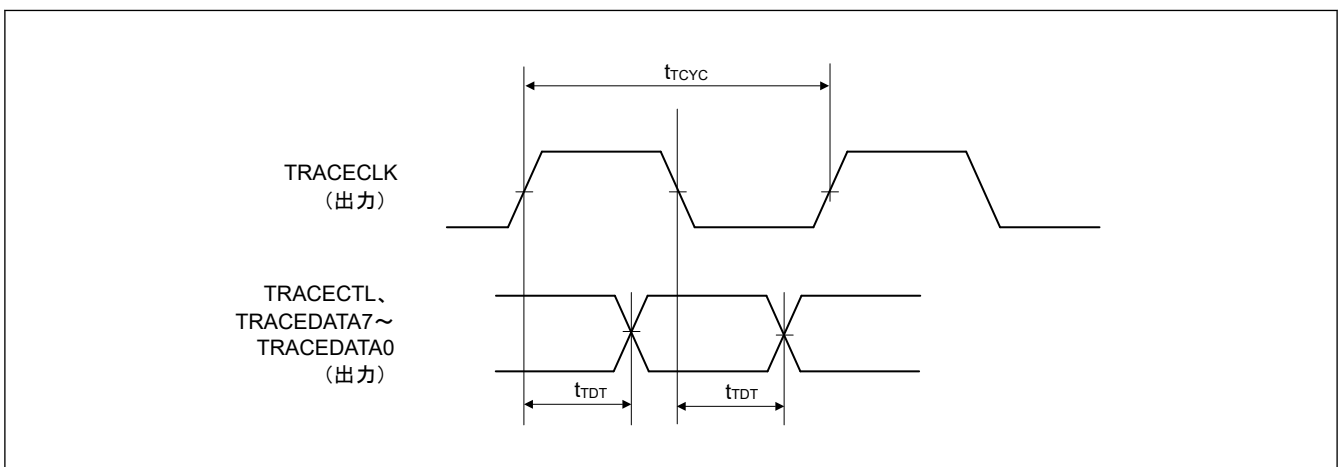 tTCYC
TRACECLK
（出力）
TRACECTL、
TRACEDATA7～
TRACEDATA0
（出力）
tTDT
tTDT